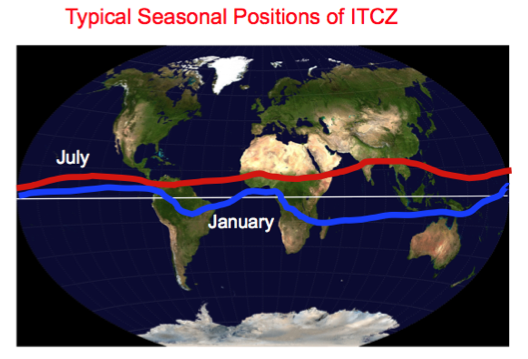 Typical Seasonal Positions of ITCZ
July
January